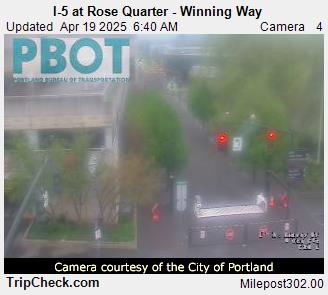 I-5 at Rose Quarter - Winning Way
Updated Apr 19 2025 6:40 AM Camera 4
PBOT
PORTLAND BUREAU OF TRANSPORTATION
Camera courtesy of the City of Portland
TripCheck.com Milepost302.00